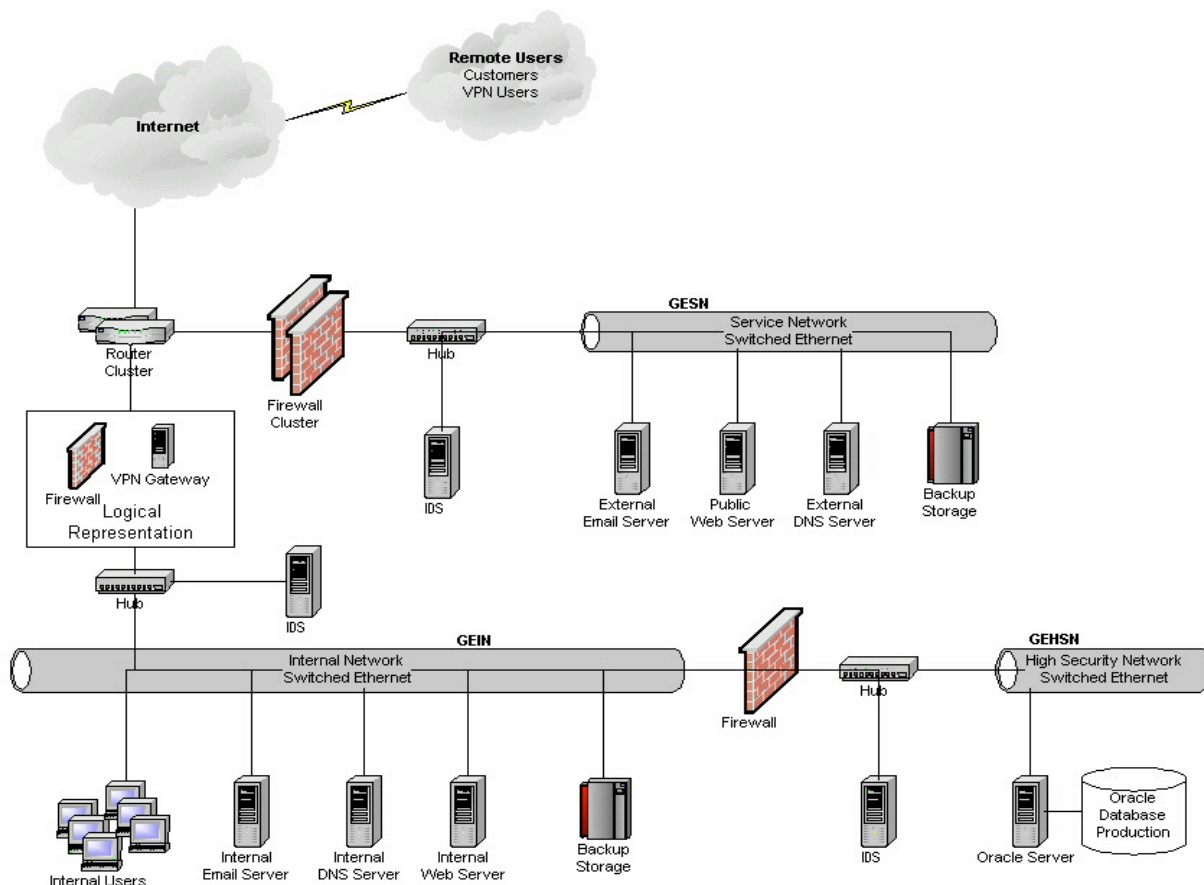 Remote Users
Customers
VPN Users
Internet
GESN
Service Network
Switched Ethernet
Router
Cluster
Firewall
Cluster
Hub
IDS
External
Email Server
Public
Web Server
External
DNS Server
Backup
Storage
Firewall
VPN Gateway
Logical
Representation
Hub
IDS
GEIN
Internal Network
Switched Ethernet
Firewall
Hub
GEHSN
High Security Network
Switched Ethernet
Internal Users
Internal
Email Server
Internal
DNS Server
Internal
Web Server
Backup
Storage
IDS
Oracle Server
Oracle
Database
Production